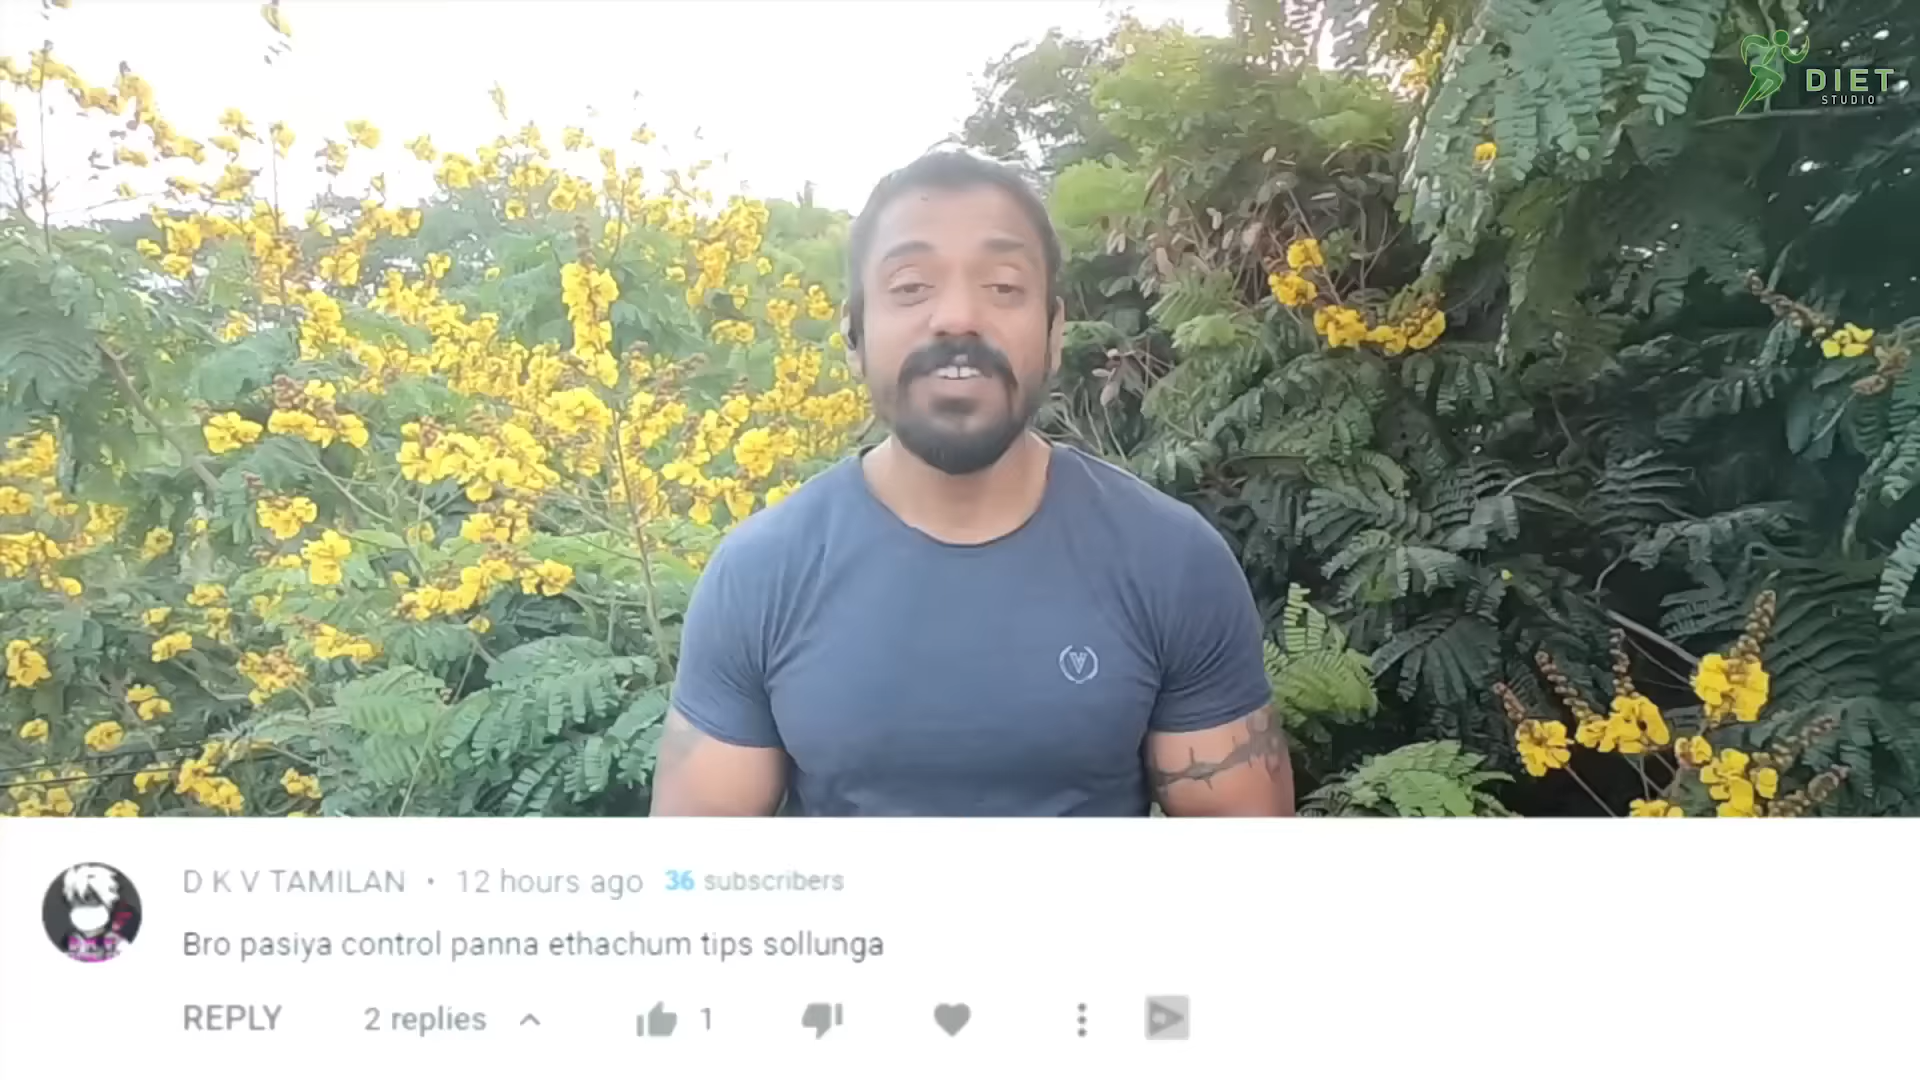 DIET
STUDIO
V
D K V TAMILAN • 12 hours ago 36 subscribers
Bro pasiya control panna ethachum tips sollunga
REPLY 2 replies 1